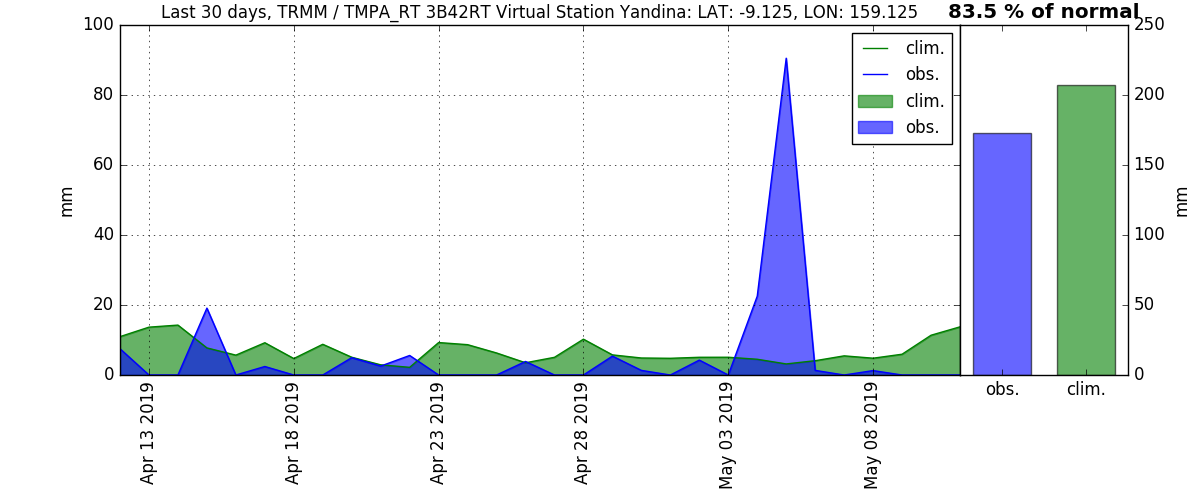 Last 30 days, TRMM / TMPA_RT 3B42RT Virtual Station Yandina: LAT: -9.125, LON: 159.125
83.5 % of normal
100
80
60
40
20
0
mm
clim.
obs.
clim.
obs.
Apr 13 2019
Apr 18 2019
Apr 23 2019
Apr 28 2019
May 03 2019
May 08 2019
250
200
150
100
50
0
mm
obs.
clim.